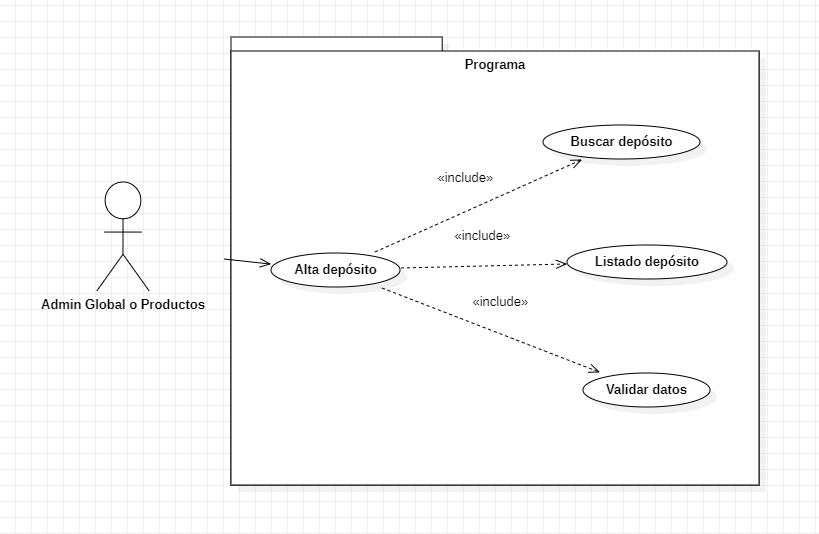 Programa
Buscar depósito
«include»
«include»
Alta depósito
Listado depósito
«include»
Admin Global o Productos
Validar datos